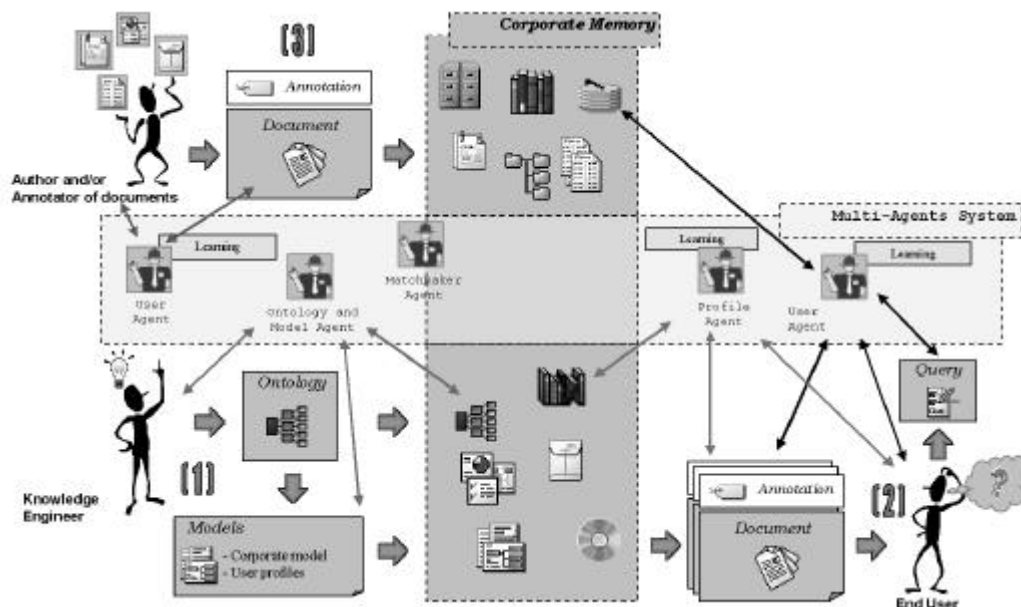 Corporate Memory
(3)
Annotation
Document
Author and/or
Annotator of documents
Multi-Agents System
Learning
Learning
Learning
Matchmaker
Agent
User
Agent
Ontology and
Model Agent
Profile
Agent
User
Agent
Ontology
Query
(1)
Knowledge
Engineer
Annotation
(2)
?
Models
- Corporate model
- User profiles
Document
End User